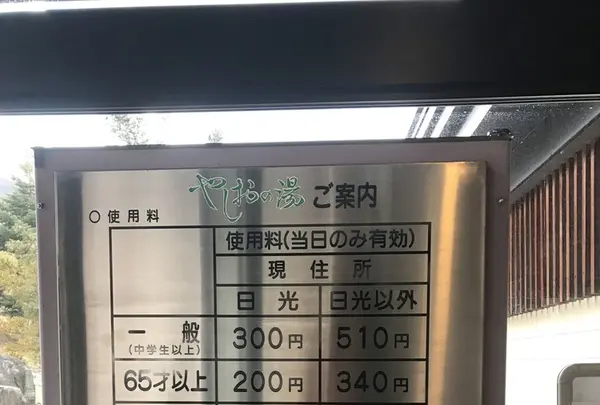 やしおの湯 ご案内
○使用料
使用料(当日のみ有効)
現住所
日光 日光以外
一般 300円 510円
(中学生以上)
65才以上 200円 340円